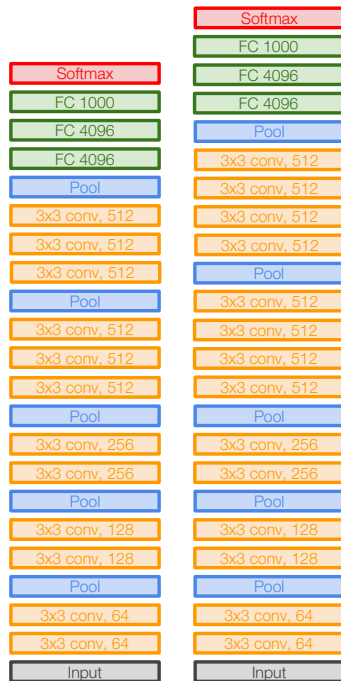 Softmax
FC 1000
FC 4096
FC 4096
Pool
3x3 conv, 512
3x3 conv, 512
3x3 conv, 512
Pool
3x3 conv, 512
3x3 conv, 512
3x3 conv, 512
Pool
3x3 conv, 256
3x3 conv, 256
Pool
3x3 conv, 128
3x3 conv, 128
Pool
3x3 conv, 64
3x3 conv, 64
Input
Softmax
FC 1000
FC 4096
FC 4096
Pool
3x3 conv, 512
3x3 conv, 512
3x3 conv, 512
3x3 conv, 512
Pool
3x3 conv, 512
3x3 conv, 512
3x3 conv, 512
3x3 conv, 512
Pool
3x3 conv, 256
3x3 conv, 256
Pool
3x3 conv, 128
3x3 conv, 128
Pool
3x3 conv, 64
3x3 conv, 64
Input